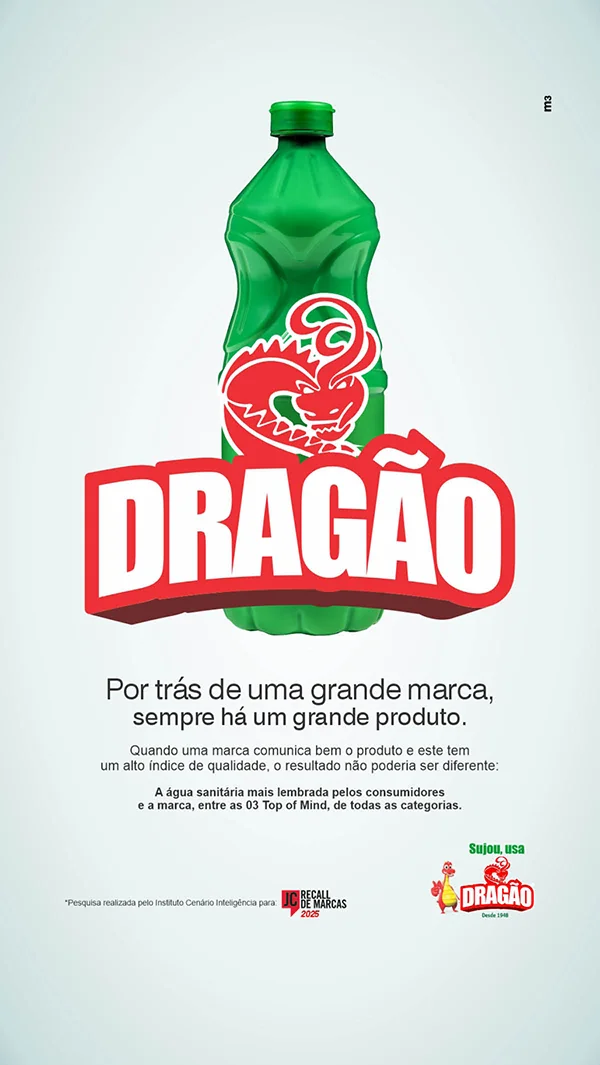 m3
DRAGÃO
Por trás de uma grande marca,
sempre há um grande produto.
Quando uma marca comunica bem o produto e este tem
um alto índice de qualidade, o resultado não poderia ser diferente:
A água sanitária mais lembrada pelos consumidores
e a marca, entre as 03 Top of Mind, de todas as categorias.
Sujou, usa
DRAGÃO
Desde 1948
*Pesquisa realizada pelo Instituto Cenário Inteligência para:
JC RECALL
DE MARCAS
2025